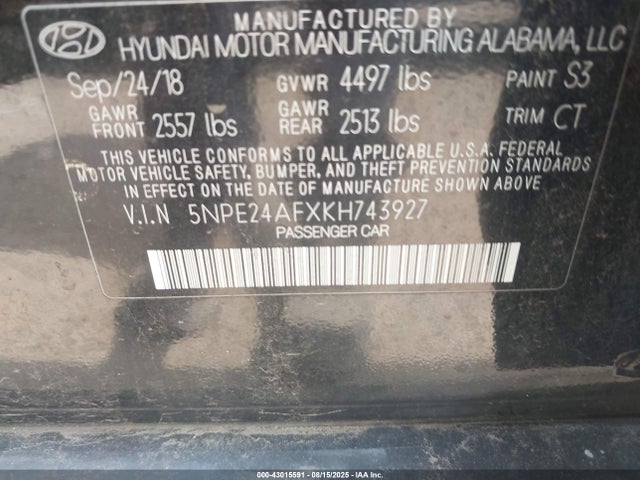 MANUFACTURED BY
HYUNDAI MOTOR MANUFACTURING ALABAMA, LLC
Sep/24/18 GVWR 4497 lbs PAINT S3
GAWR FRONT 2557 lbs GAWR REAR 2513 lbs TRIM CT
THIS VEHICLE CONFORMS TO ALL APPLICABLE U.S.A. FEDERAL
MOTOR VEHICLE SAFETY, BUMPER, AND THEFT PREVENTION STANDARDS
IN EFFECT ON THE DATE OF MANUFACTURE SHOWN ABOVE.
V.I.N 5NPE24AFXKH743927
PASSENGER CAR
000-43015591 - 08/15/2025 - Copyright © 2025 - IAA Inc.